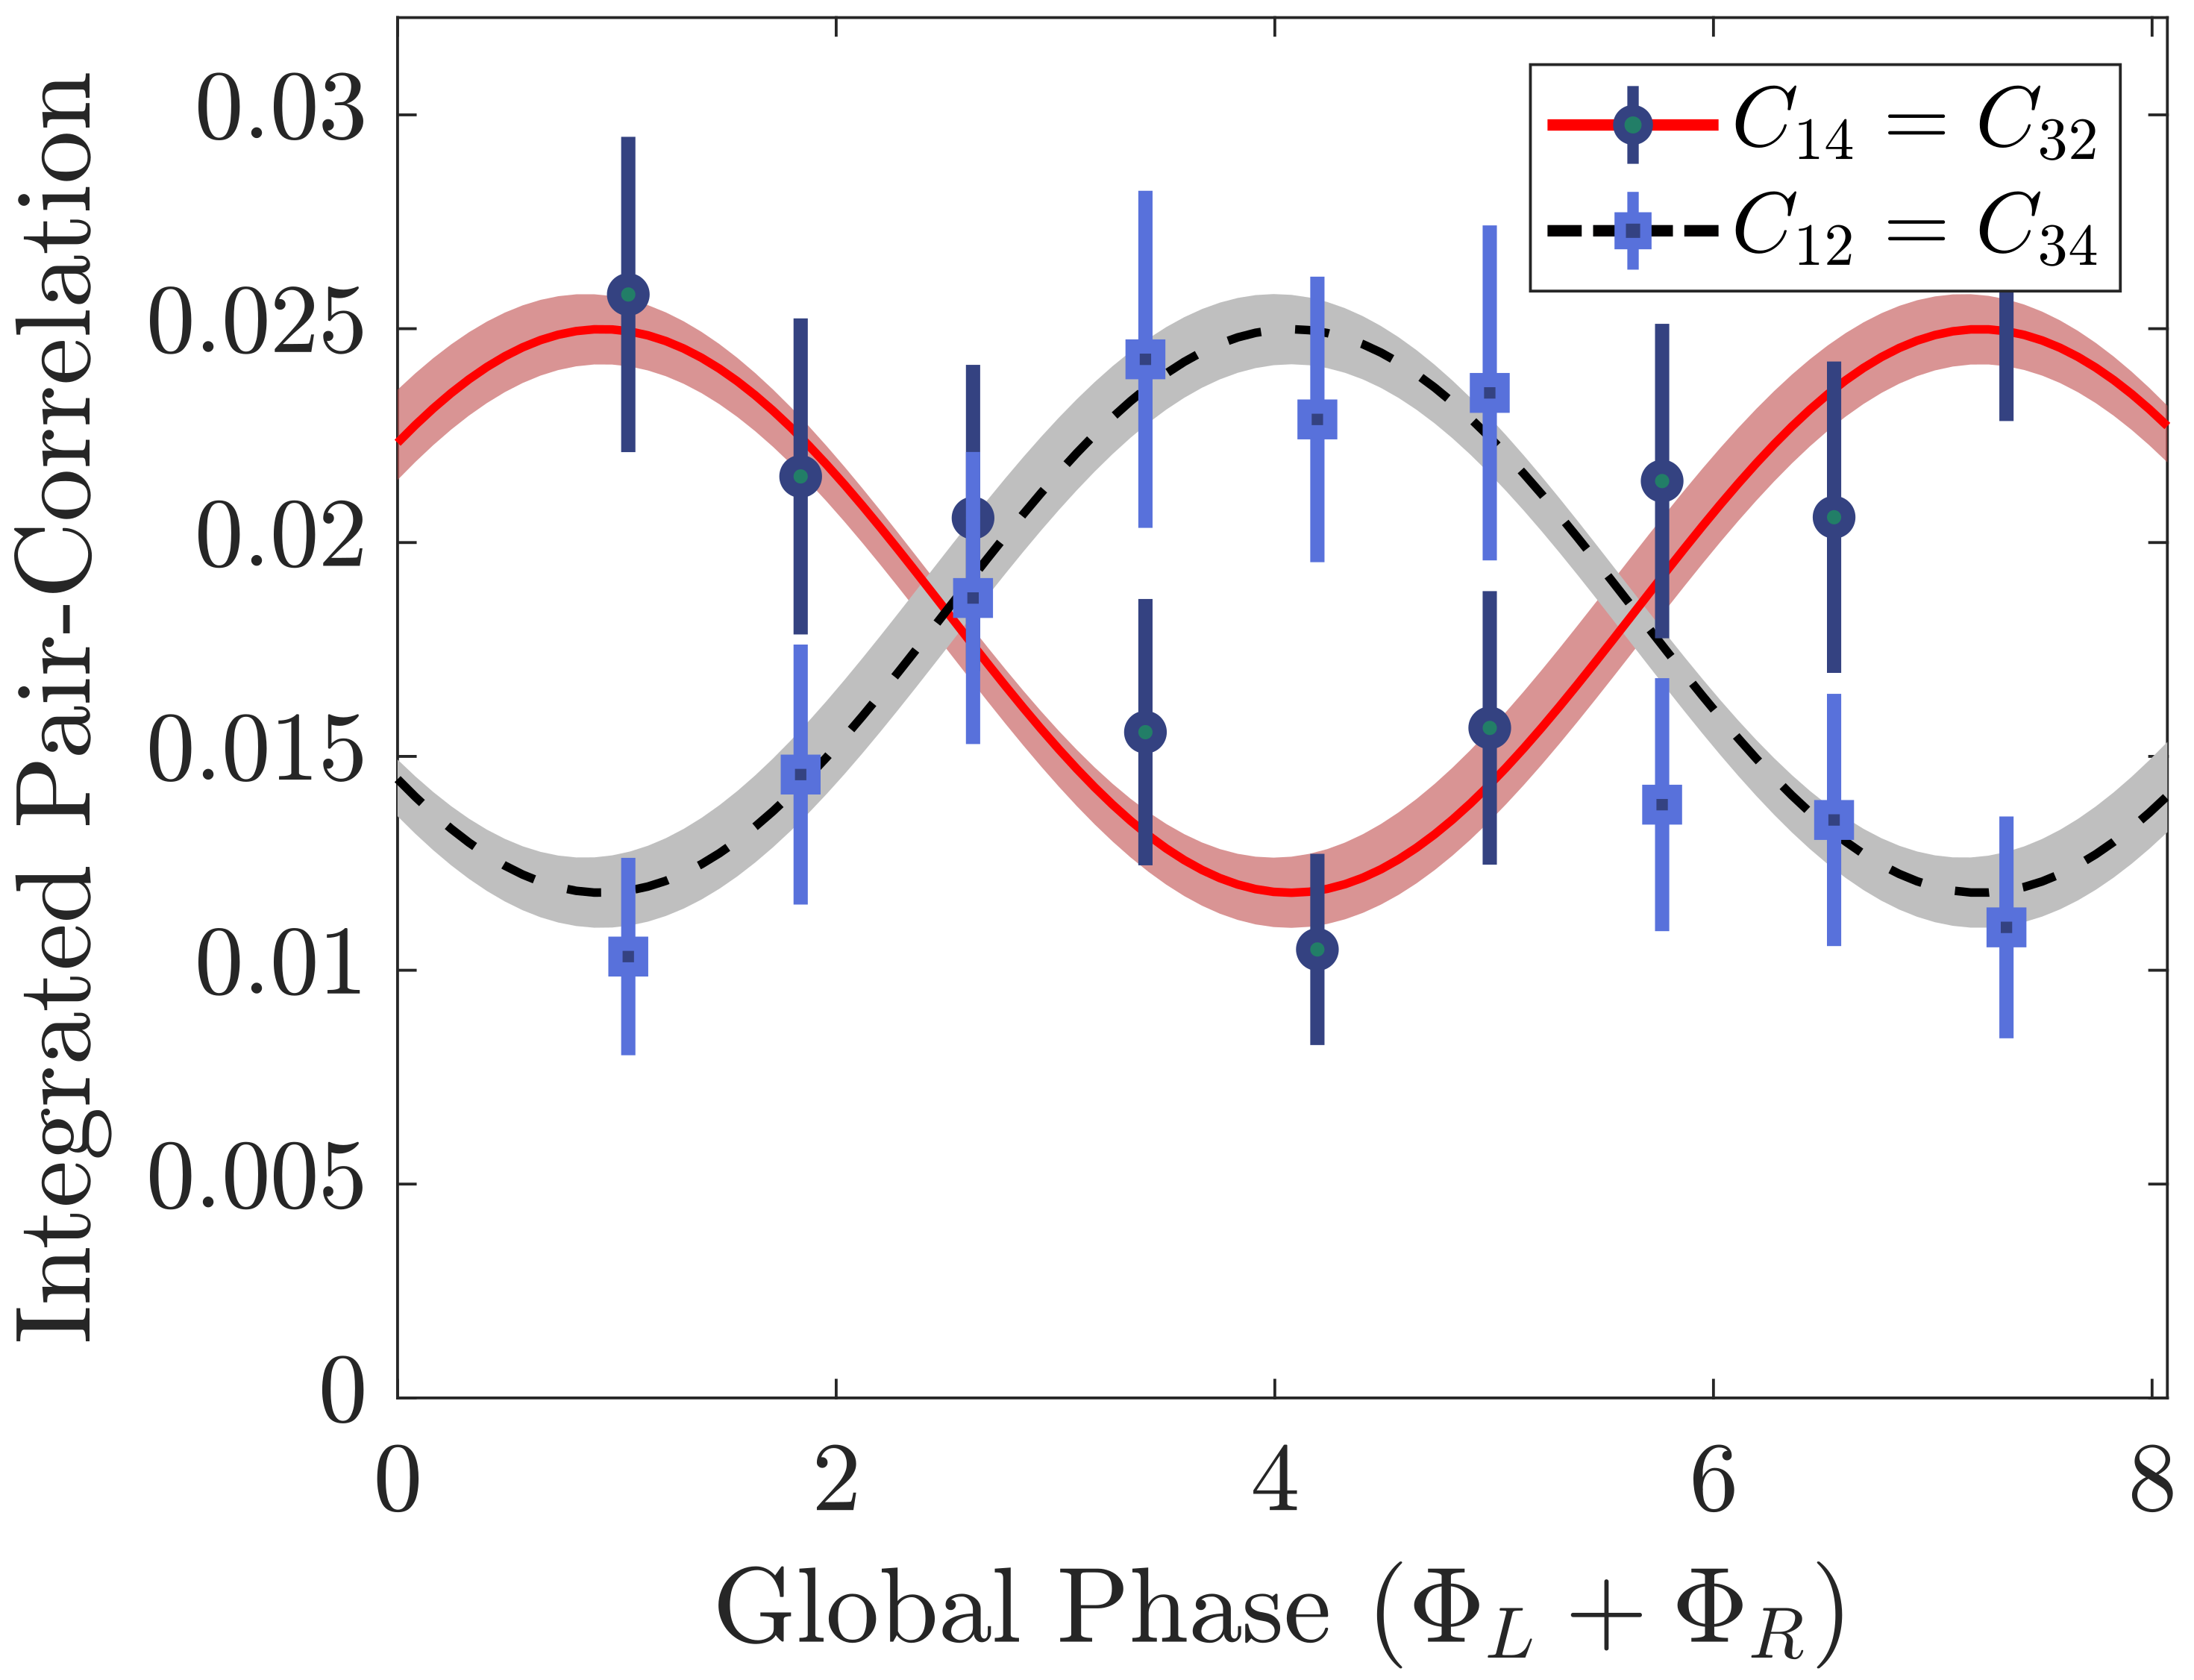 Integrated Pair-Correlation
0.03
0.025
0.02
0.015
0.01
0.005
0
0 2 4 6 8
Global Phase (Φ_L + Φ_R)
C_14 = C_32
C_12 = C_34